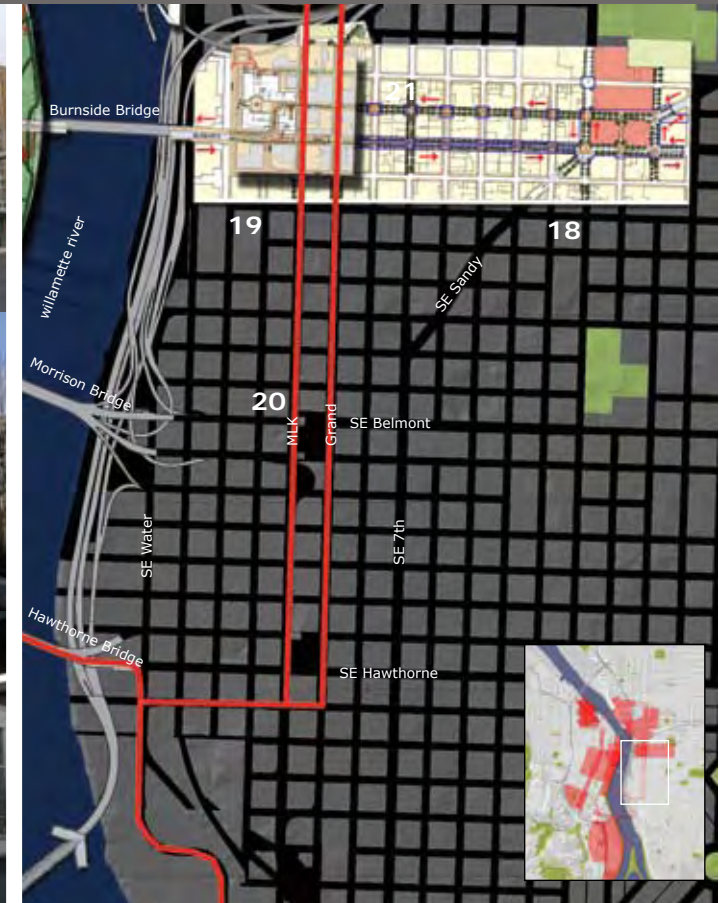 21
Burnside Bridge
19
18
willamette river
SE Sandy
Morrison Bridge
20
MLK
Grand
SE Belmont
SE Water
SE 7th
Hawthorne Bridge
SE Hawthorne